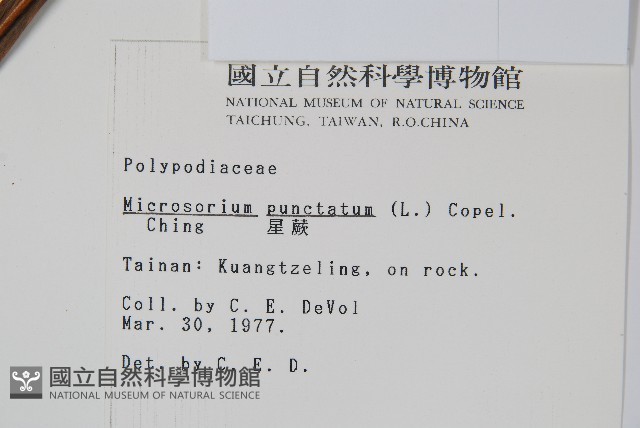 國立自然科學博物館
NATIONAL MUSEUM OF NATURAL SCIENCE
TAICHUNG, TAIWAN, R.O.CHINA
Polypodiaceae
Microsorium punctatum (L.) Copel.
Ching 星蕨
Tainan: Kuangtzeling, on rock.
Coll. by C. E. DeVol
Mar. 30, 1977.
Det. by C. E. D.
國立自然科學博物館
NATIONAL MUSEUM OF NATURAL SCIENCE